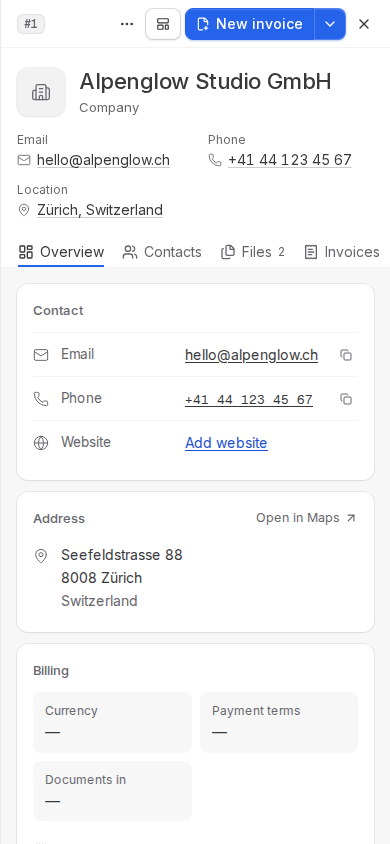 #1
New invoice
Alpenglow Studio GmbH
Company
Email
Phone
hello@alpenglow.ch
+41 44 123 45 67
Location
Zürich, Switzerland
Overview
Contacts
Files 2
Invoices
Contact
Email
hello@alpenglow.ch
Phone
+41 44 123 45 67
Website
Add website
Address
Open in Maps
Seefeldstrasse 88
8008 Zürich
Switzerland
Billing
Currency
Payment terms
—
—
Documents in
—